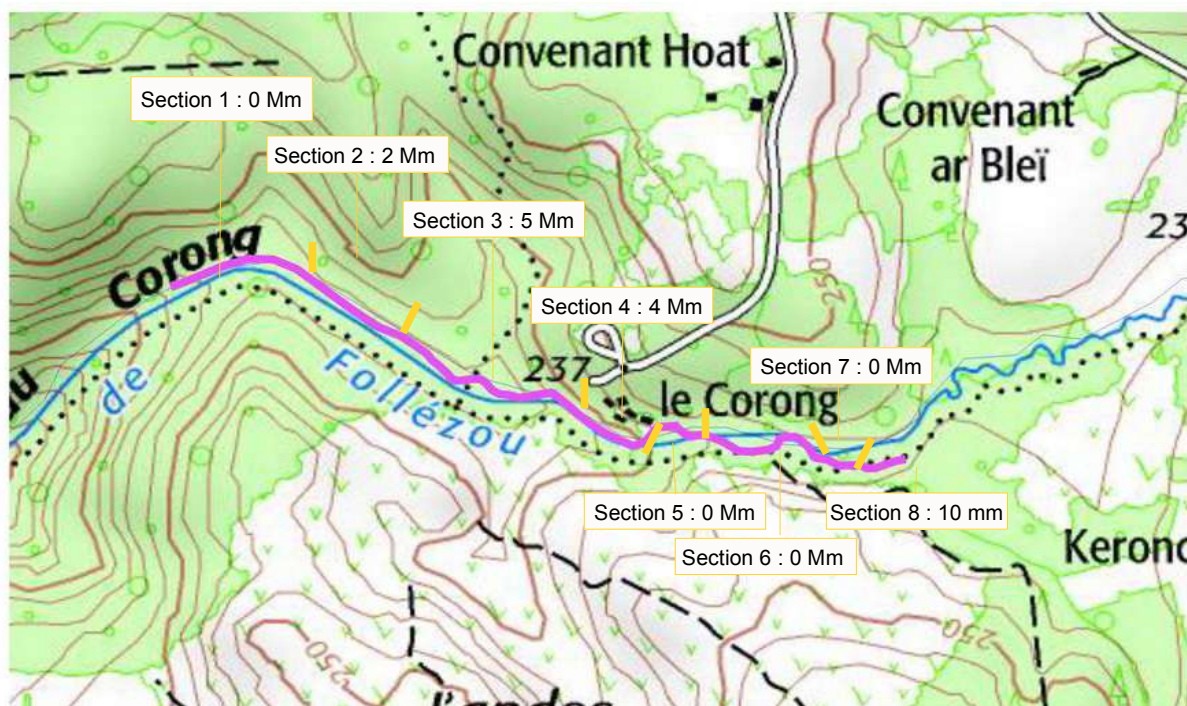 Convenant Hoat
Section 1 : 0 Mm
Convenant
ar Bleï
Section 2 : 2 Mm
Section 3 : 5 Mm
23
Corong
250
Section 4 : 4 Mm
237
Section 7 : 0 Mm
le Corong
de
Follézou
Section 5 : 0 Mm
Section 8 : 10 mm
Section 6 : 0 Mm
Keronc
250
250